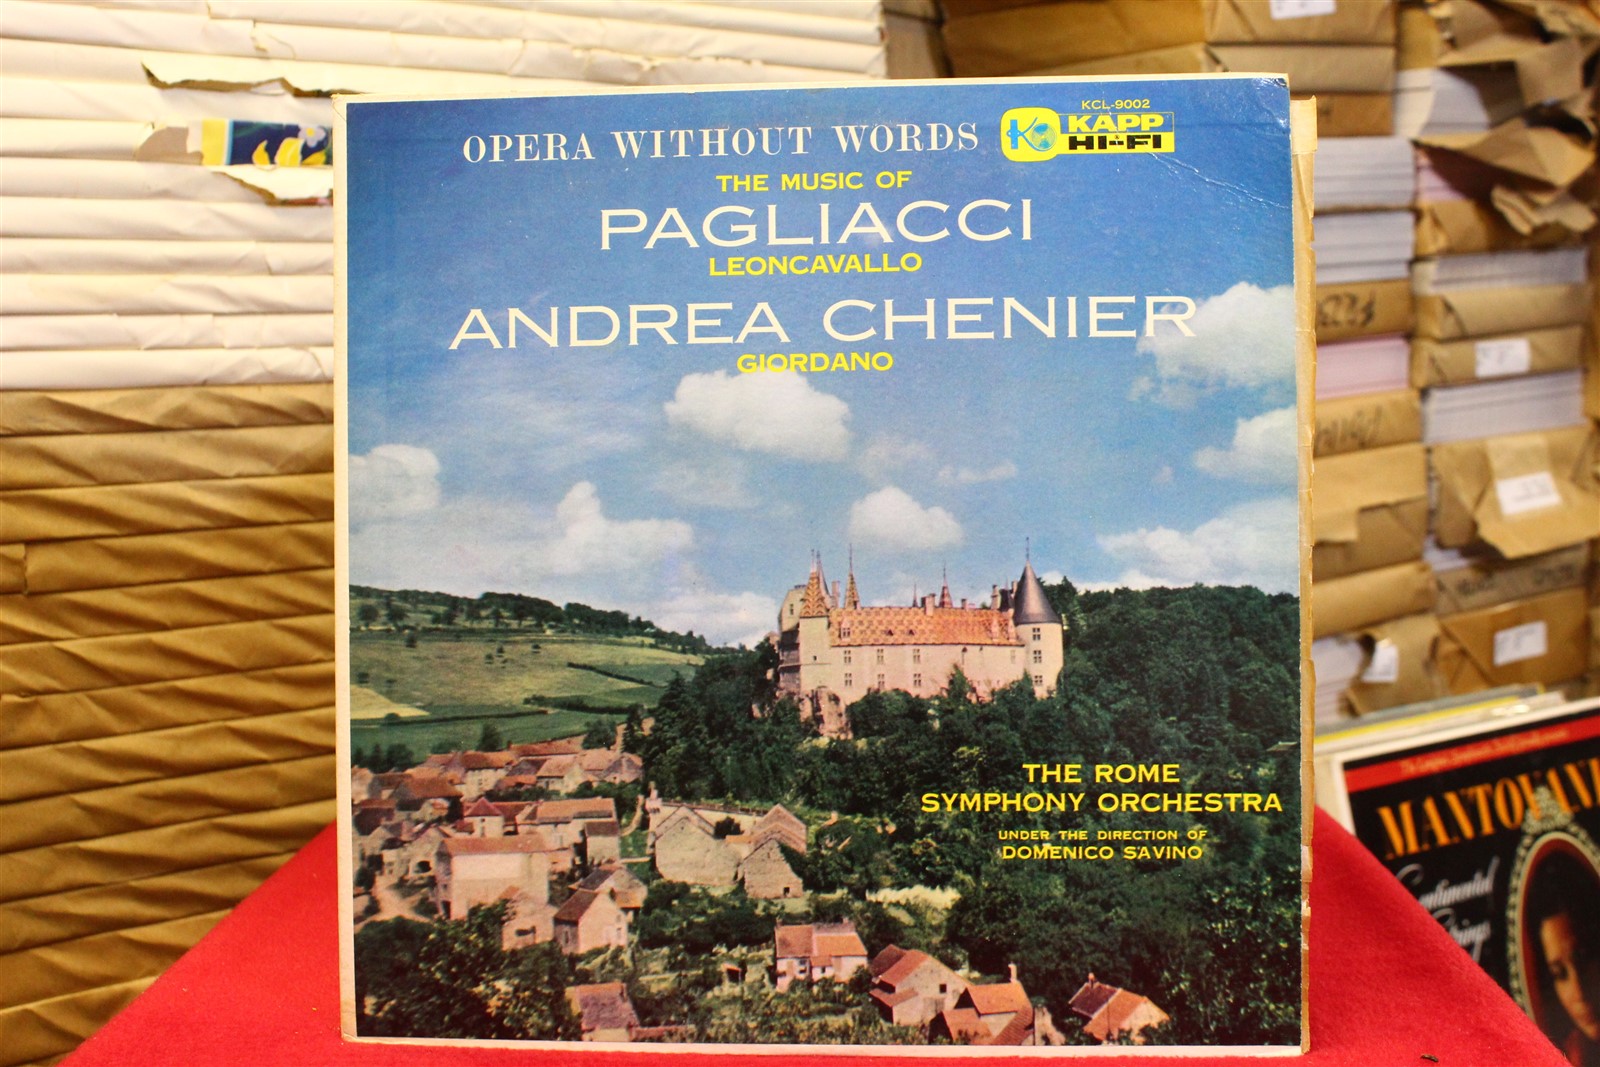 OPERA WITHOUT WORDS
KCL-9002
KAPP
HI-FI
THE MUSIC OF
PAGLIACCI
LEONCAVALLO
ANDREA CHENIER
GIORDANO
THE ROME
SYMPHONY ORCHESTRA
UNDER THE DIRECTION OF
DOMENICO SAVINO
MANTOVANI